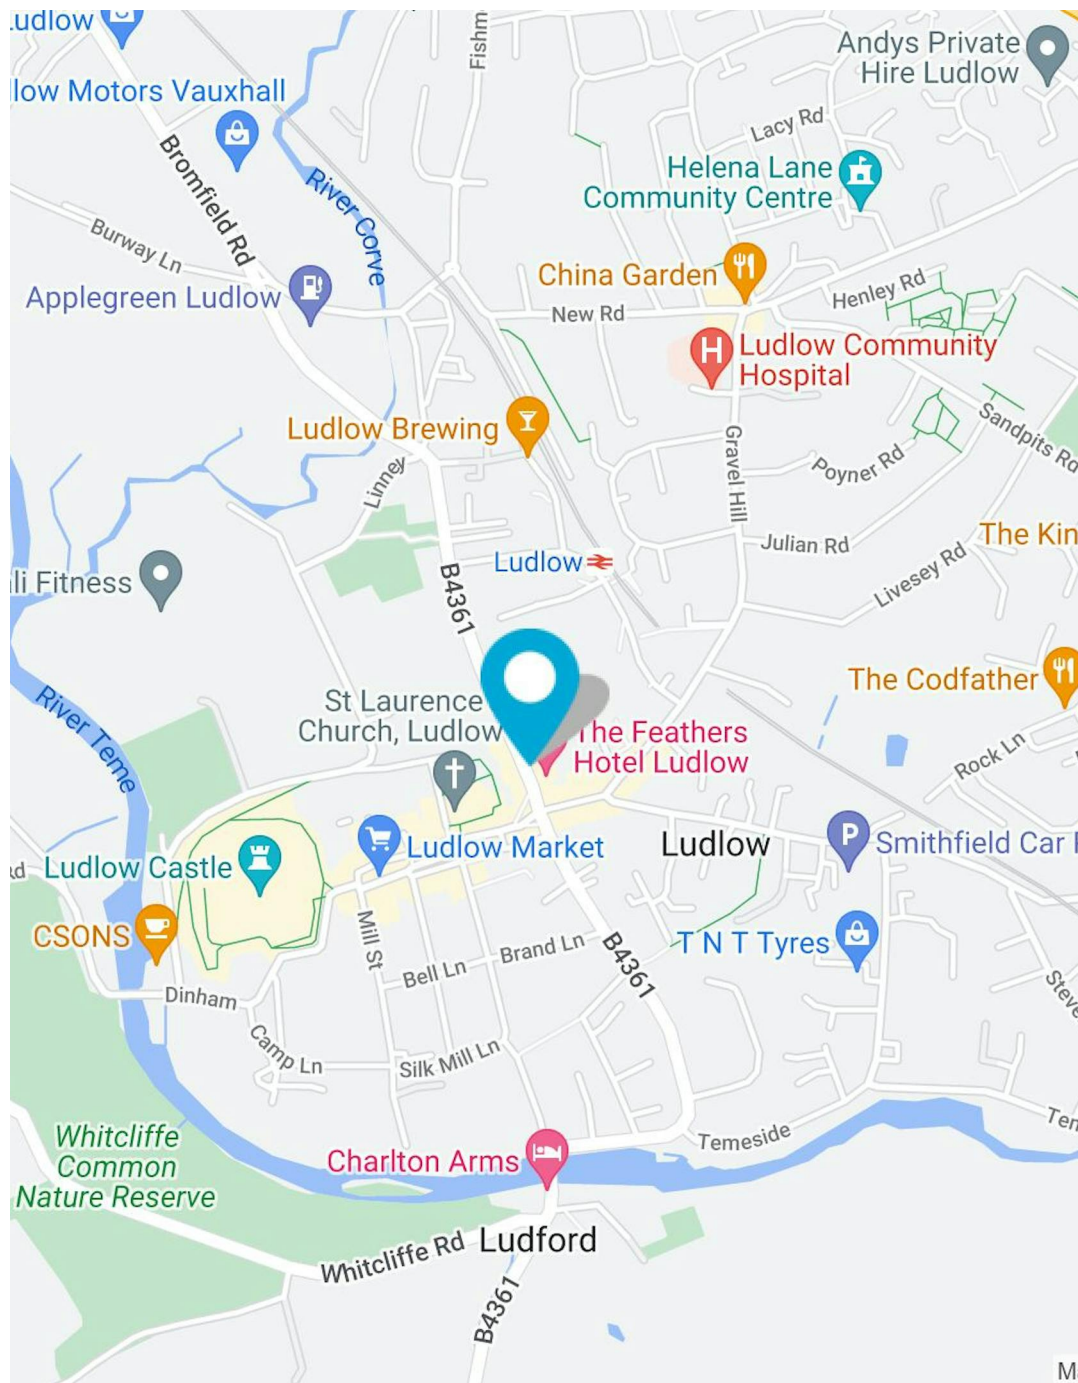 udlow
Fishm
Andys Private
Hire Ludlow
low Motors Vauxhall
Lacy Rd
Bromfield Rd
Helena Lane
Community Centre
River Corve
Burway Ln
China Garden
Applegreen Ludlow
Henley Rd
New Rd
H
Ludlow Community
Hospital
Ludlow Brewing
Sandpits Rd
Linney
Gravel Hill
Poyner Rd
The Kin
Julian Rd
Ludlow
B4361
li Fitness
Livesey Rd
The Codfather
St Laurence
Church, Ludlow
River Teme
The Feathers
Hotel Ludlow
Rock Ln
P
Ludlow Market
Ludlow
Smithfield Car
Ludlow Castle
Rd
CSONS
Mill St
Brand Ln
B4361
T N T Tyres
Bell Ln
Dinham
Steve
Camp Ln
Silk Mill Ln
Whitcliffe
Common
Nature Reserve
Charlton Arms
Temeside
Tem
Whitcliffe Rd
Ludford
B4361
M